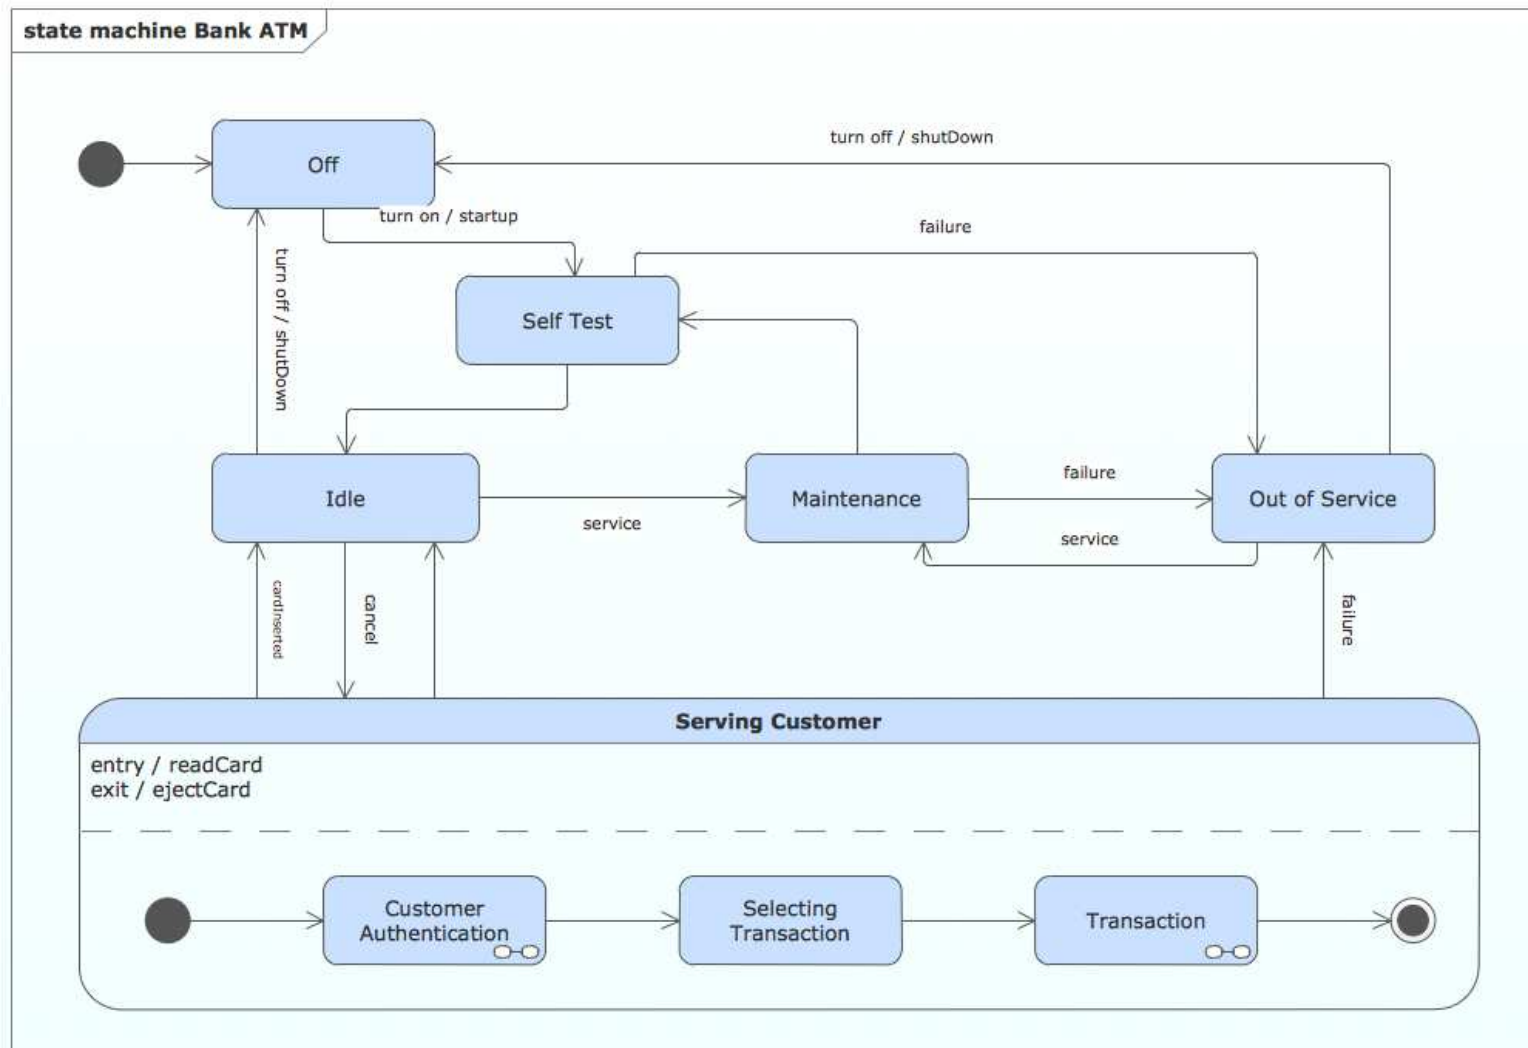 state machine Bank ATM
turn off / shutDown
Off
turn on / startup
failure
turn off / shutDown
Self Test
Idle
service
Maintenance
failure
service
Out of Service
cardInserted
cancel
failure
Serving Customer
entry / readCard
exit / ejectCard
Customer
Authentication
Selecting
Transaction
Transaction